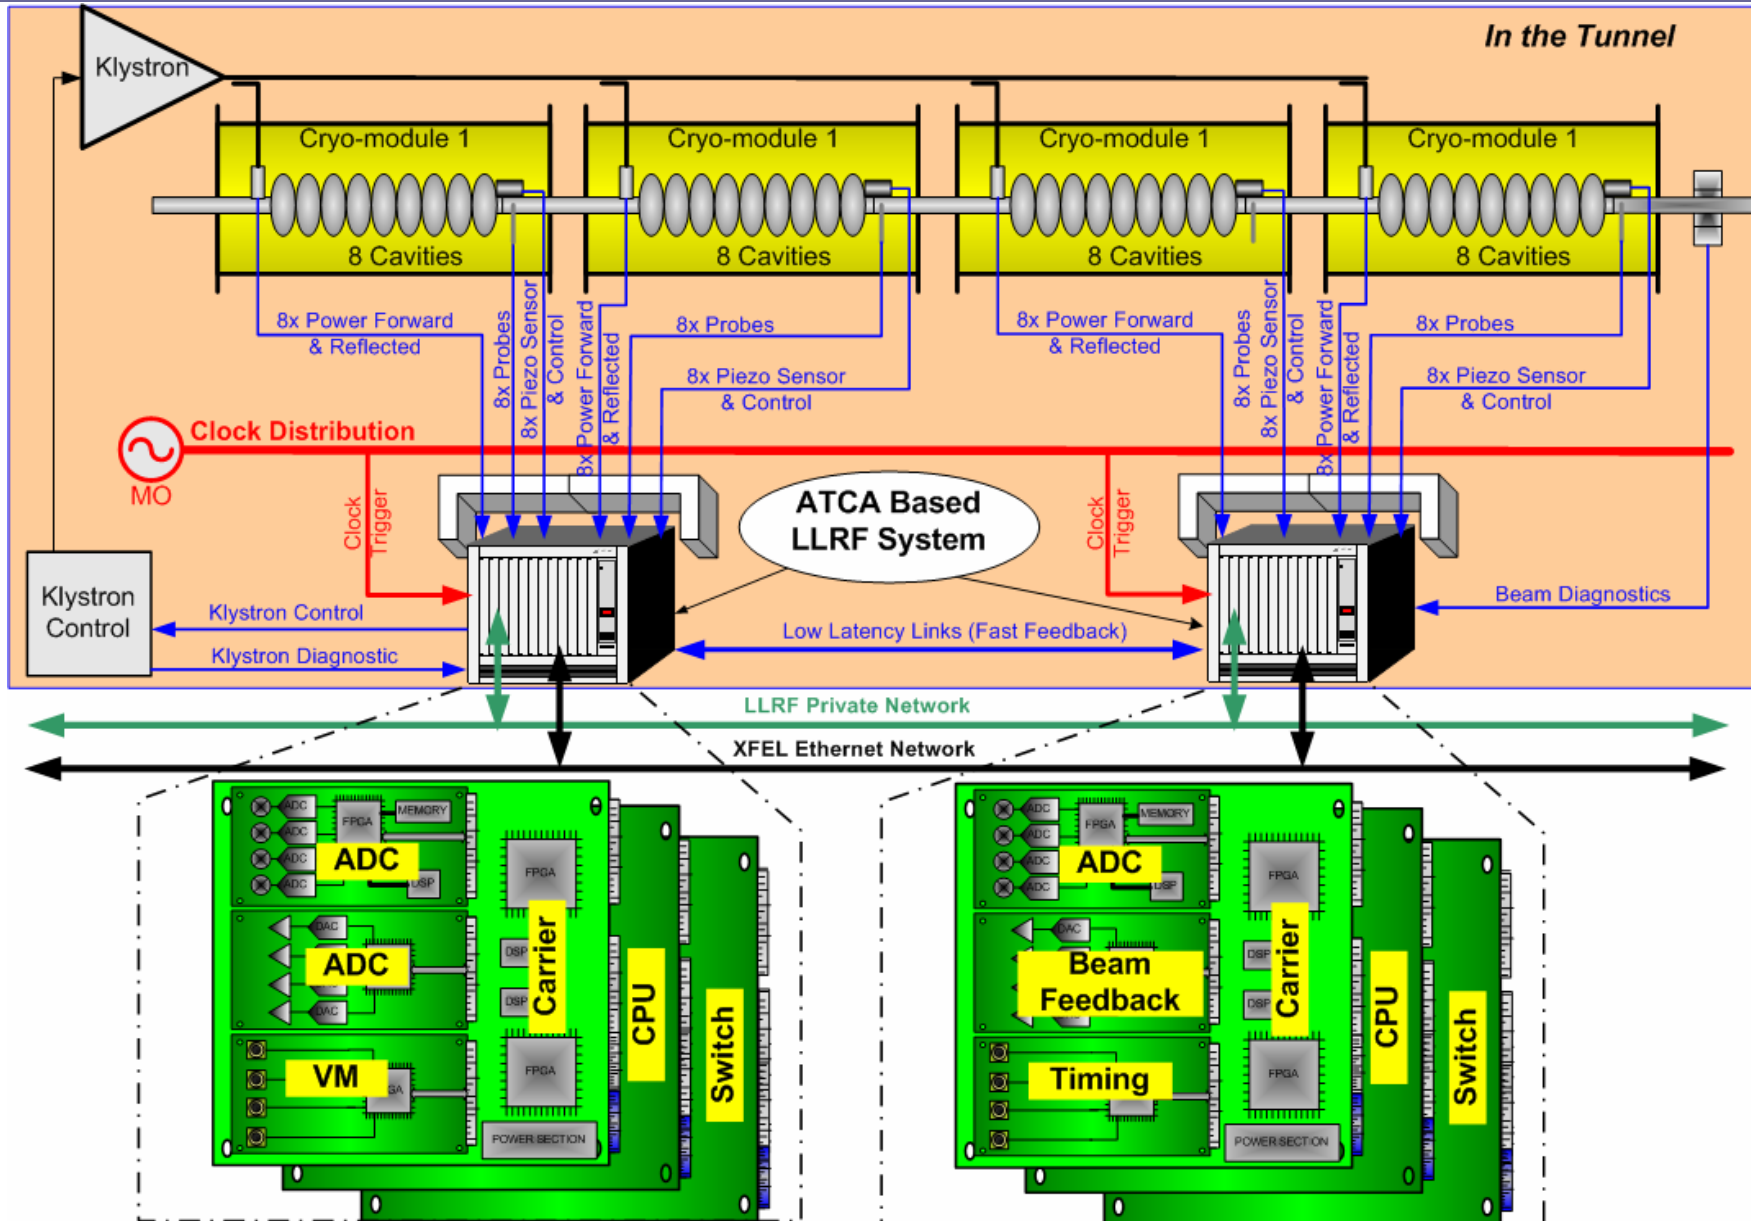 In the Tunnel
Klystron
Cryo-module 1
Cryo-module 1
Cryo-module 1
Cryo-module 1
8 Cavities
8 Cavities
8 Cavities
8 Cavities
8x Power Forward
& Reflected
8x Probes
8x Piezo Sensor
& Control
8x Power Forward
& Reflected
8x Probes
8x Piezo Sensor
& Control
8x Power Forward
& Reflected
8x Probes
8x Piezo Sensor
& Control
8x Power Forward
& Reflected
8x Probes
8x Piezo Sensor
& Control
Clock Distribution
MO
Clock
Trigger
ATCA Based
LLRF System
Clock
Trigger
Klystron
Control
Klystron Control
Klystron Diagnostic
Low Latency Links (Fast Feedback)
Beam Diagnostics
LLRF Private Network
XFEL Ethernet Network
ADC
ADC
ADC
ADC
FPGA
MEMORY
DSP
ADC
FPGA
DAC
DAC
ADC
DSP
DSP
Carrier
VM
GA
FPGA
POWER SECTION
CPU
Switch
ADC
ADC
ADC
ADC
FPGA
MEMORY
DSP
ADC
FPGA
DAC
Beam
Feedback
DSP
DSP
Carrier
Timing
FPGA
POWER SECTION
CPU
Switch